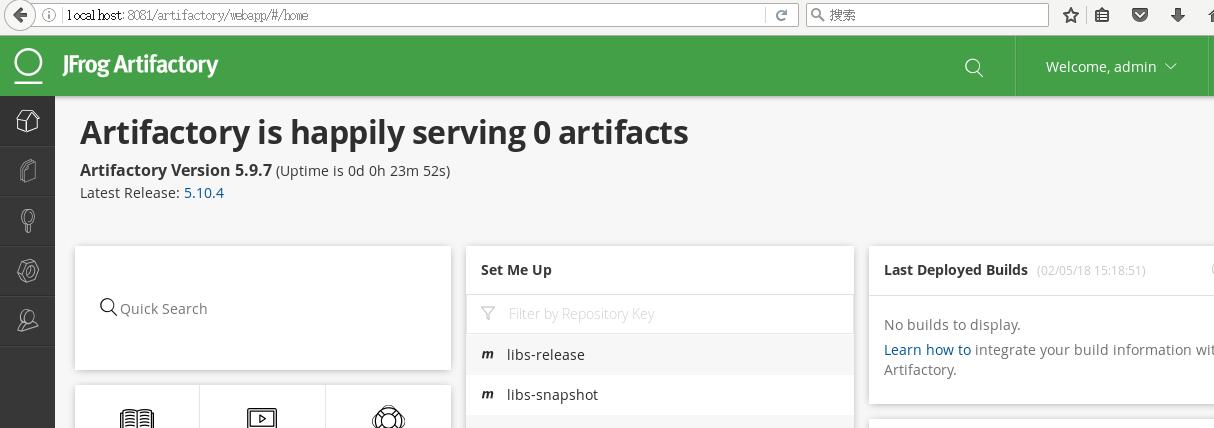 localhost:8081/artifactory/webapp/#/home
搜索
JFrog Artifactory
Welcome, admin
Artifactory is happily serving 0 artifacts
Artifactory Version 5.9.7 (Uptime is 0d 0h 23m 52s)
Latest Release: 5.10.4
Quick Search
Set Me Up
Filter by Repository Key
m libs-release
m libs-snapshot
Last Deployed Builds (02/05/18 15:18:51)
No builds to display.
Learn how to integrate your build information wit
Artifactory.